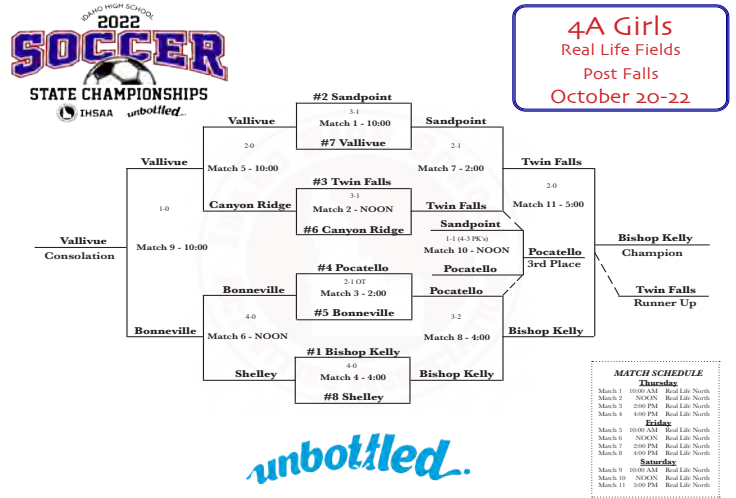 IDAHO HIGH SCHOOL
2022
SOCCER
STATE CHAMPIONSHIPS
IHSAA unbottled...
4A Girls
Real Life Fields
Post Falls
October 20-22
#2 Sandpoint
3-1
Match 1 - 10:00
#7 Vallivue
Vallivue
2-0
Match 5 - 10:00
Canyon Ridge
#3 Twin Falls
3-1
Match 2 - NOON
#6 Canyon Ridge
Sandpoint
2-1
Match 7 - 2:00
Twin Falls
Vallivue
1-0
Match 9 - 10:00
Bonneville
Vallivue
Consolation
Twin Falls
2-0
Match 11 - 5:00
Bishop Kelly
Sandpoint
1-1 (4-3 PK's)
Match 10 - NOON
Pocatello
Pocatello
3rd Place
Bishop Kelly
Champion
Twin Falls
Runner Up
#4 Pocatello
2-1 OT
Match 3 - 2:00
#5 Bonneville
Bonneville
4-0
Match 6 - NOON
Shelley
#1 Bishop Kelly
4-0
Match 4 - 4:00
#8 Shelley
Pocatello
3-2
Match 8 - 4:00
Bishop Kelly
MATCH SCHEDULE
Thursday
Match 1 10:00 AM Real Life North
Match 2 NOON Real Life North
Match 3 2:00 PM Real Life North
Match 4 4:00 PM Real Life North
Friday
Match 5 10:00 AM Real Life North
Match 6 NOON Real Life North
Match 7 2:00 PM Real Life North
Match 8 4:00 PM Real Life North
Saturday
Match 9 10:00 AM Real Life North
Match 10 NOON Real Life North
Match 11 5:00 PM Real Life North
unbottled...